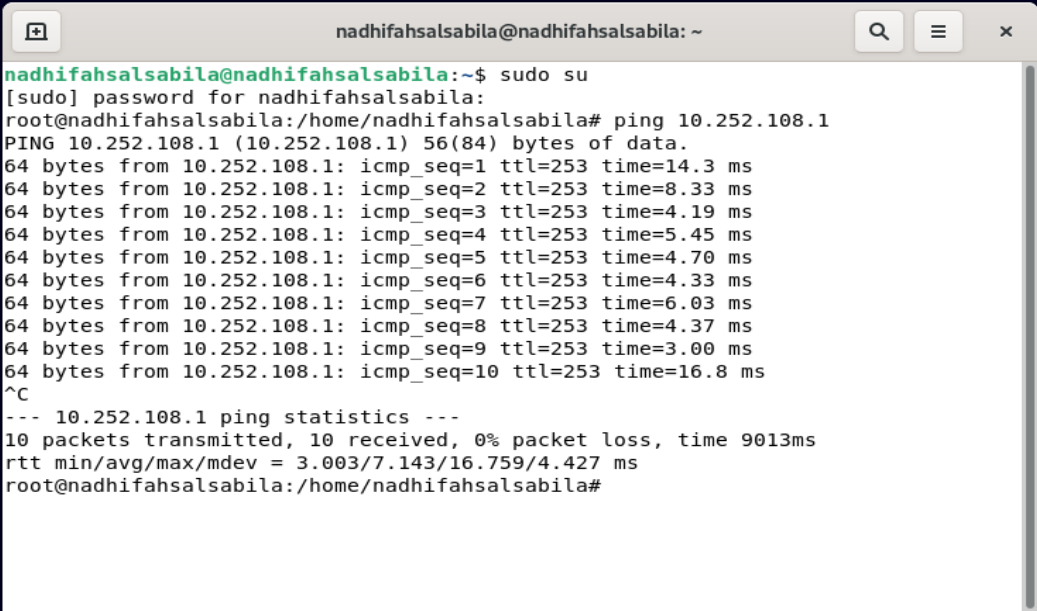 nadhifahsalsabila@nadhifahsalsabila: ~
nadhifahsalsabila@nadhifahsalsabila:~$ sudo su
[sudo] password for nadhifahsalsabila:
root@nadhifahsalsabila:/home/nadhifahsalsabila# ping 10.252.108.1
PING 10.252.108.1 (10.252.108.1) 56(84) bytes of data.
64 bytes from 10.252.108.1: icmp_seq=1 ttl=253 time=14.3 ms
64 bytes from 10.252.108.1: icmp_seq=2 ttl=253 time=8.33 ms
64 bytes from 10.252.108.1: icmp_seq=3 ttl=253 time=4.19 ms
64 bytes from 10.252.108.1: icmp_seq=4 ttl=253 time=5.45 ms
64 bytes from 10.252.108.1: icmp_seq=5 ttl=253 time=4.70 ms
64 bytes from 10.252.108.1: icmp_seq=6 ttl=253 time=4.33 ms
64 bytes from 10.252.108.1: icmp_seq=7 ttl=253 time=6.03 ms
64 bytes from 10.252.108.1: icmp_seq=8 ttl=253 time=4.37 ms
64 bytes from 10.252.108.1: icmp_seq=9 ttl=253 time=3.00 ms
64 bytes from 10.252.108.1: icmp_seq=10 ttl=253 time=16.8 ms
^C
--- 10.252.108.1 ping statistics ---
10 packets transmitted, 10 received, 0% packet loss, time 9013ms
rtt min/avg/max/mdev = 3.003/7.143/16.759/4.427 ms
root@nadhifahsalsabila:/home/nadhifahsalsabila#